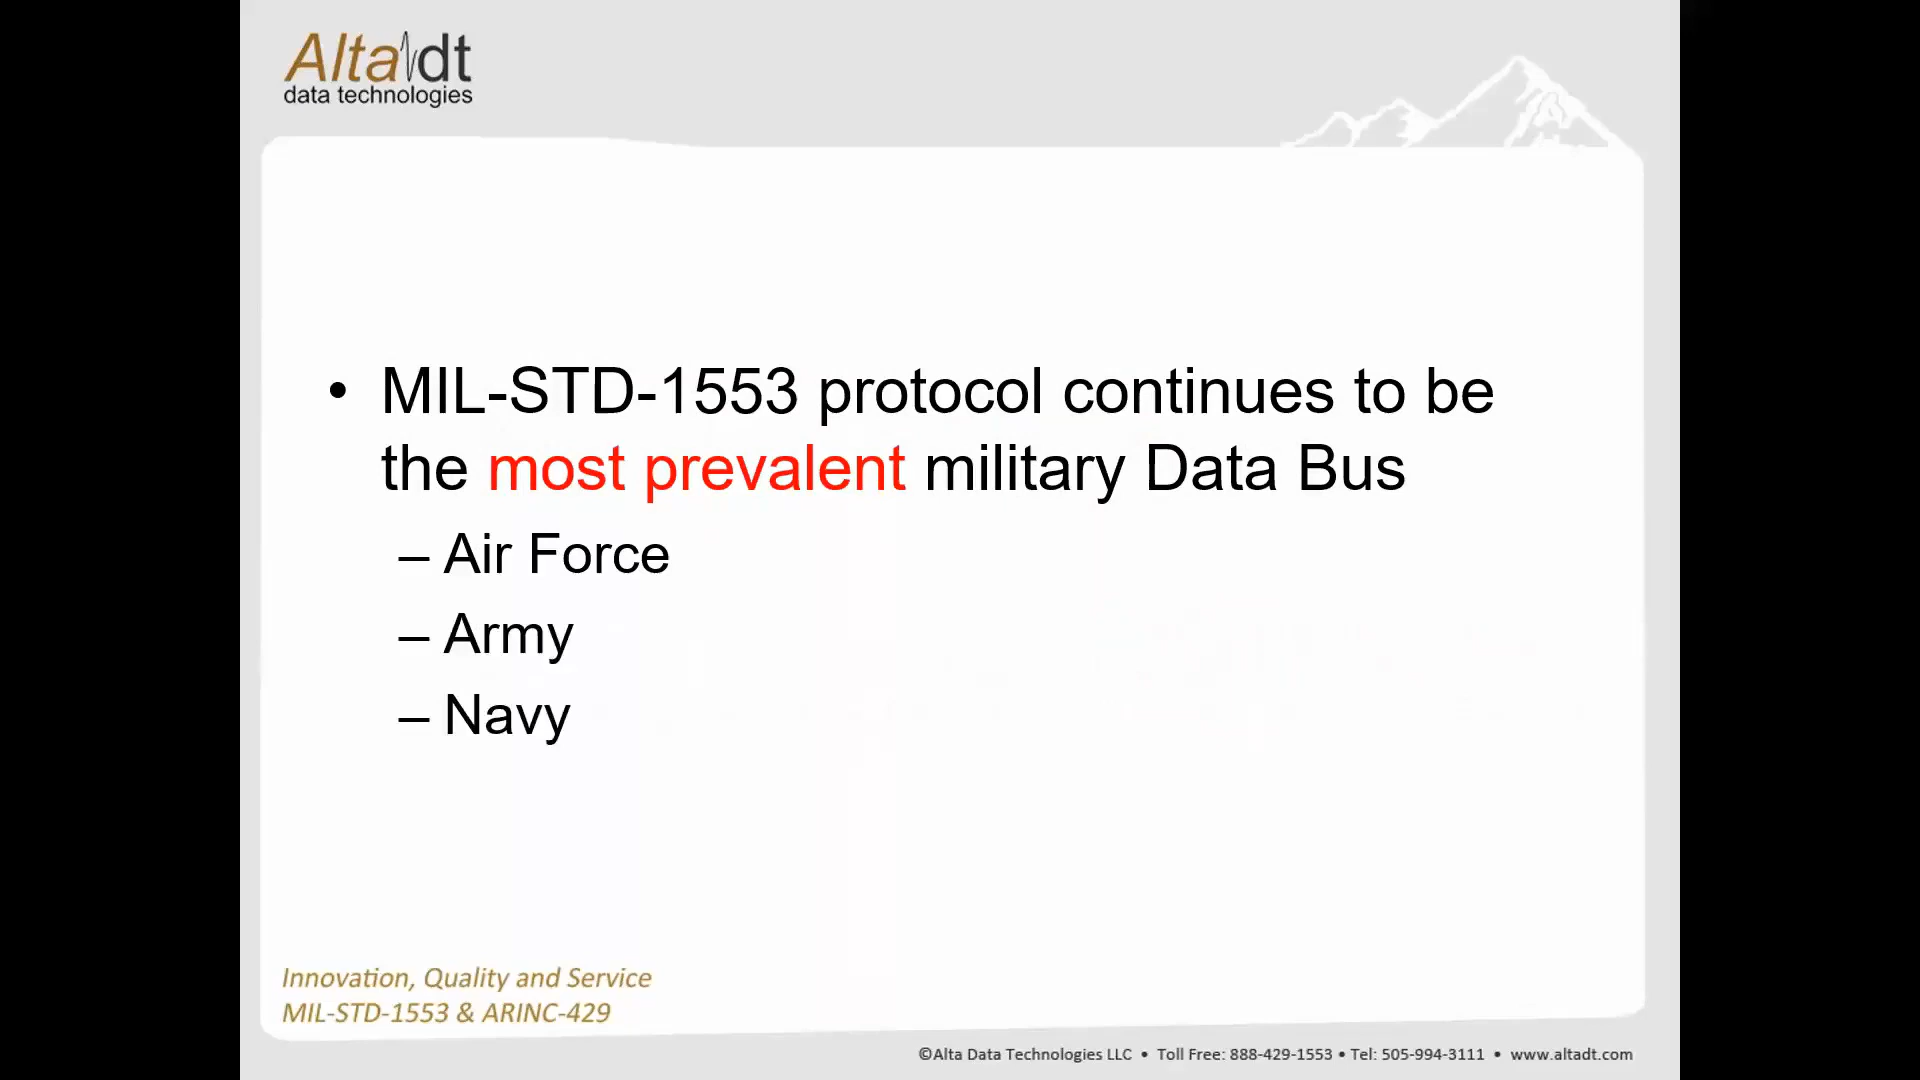 Alta dt
data technologies
• MIL-STD-1553 protocol continues to be
the most prevalent military Data Bus
– Air Force
– Army
– Navy
Innovation, Quality and Service
MIL-STD-1553 & ARINC-429
©Alta Data Technologies LLC • Toll Free: 888-429-1553 • Tel: 505-994-3111 • www.altadt.com